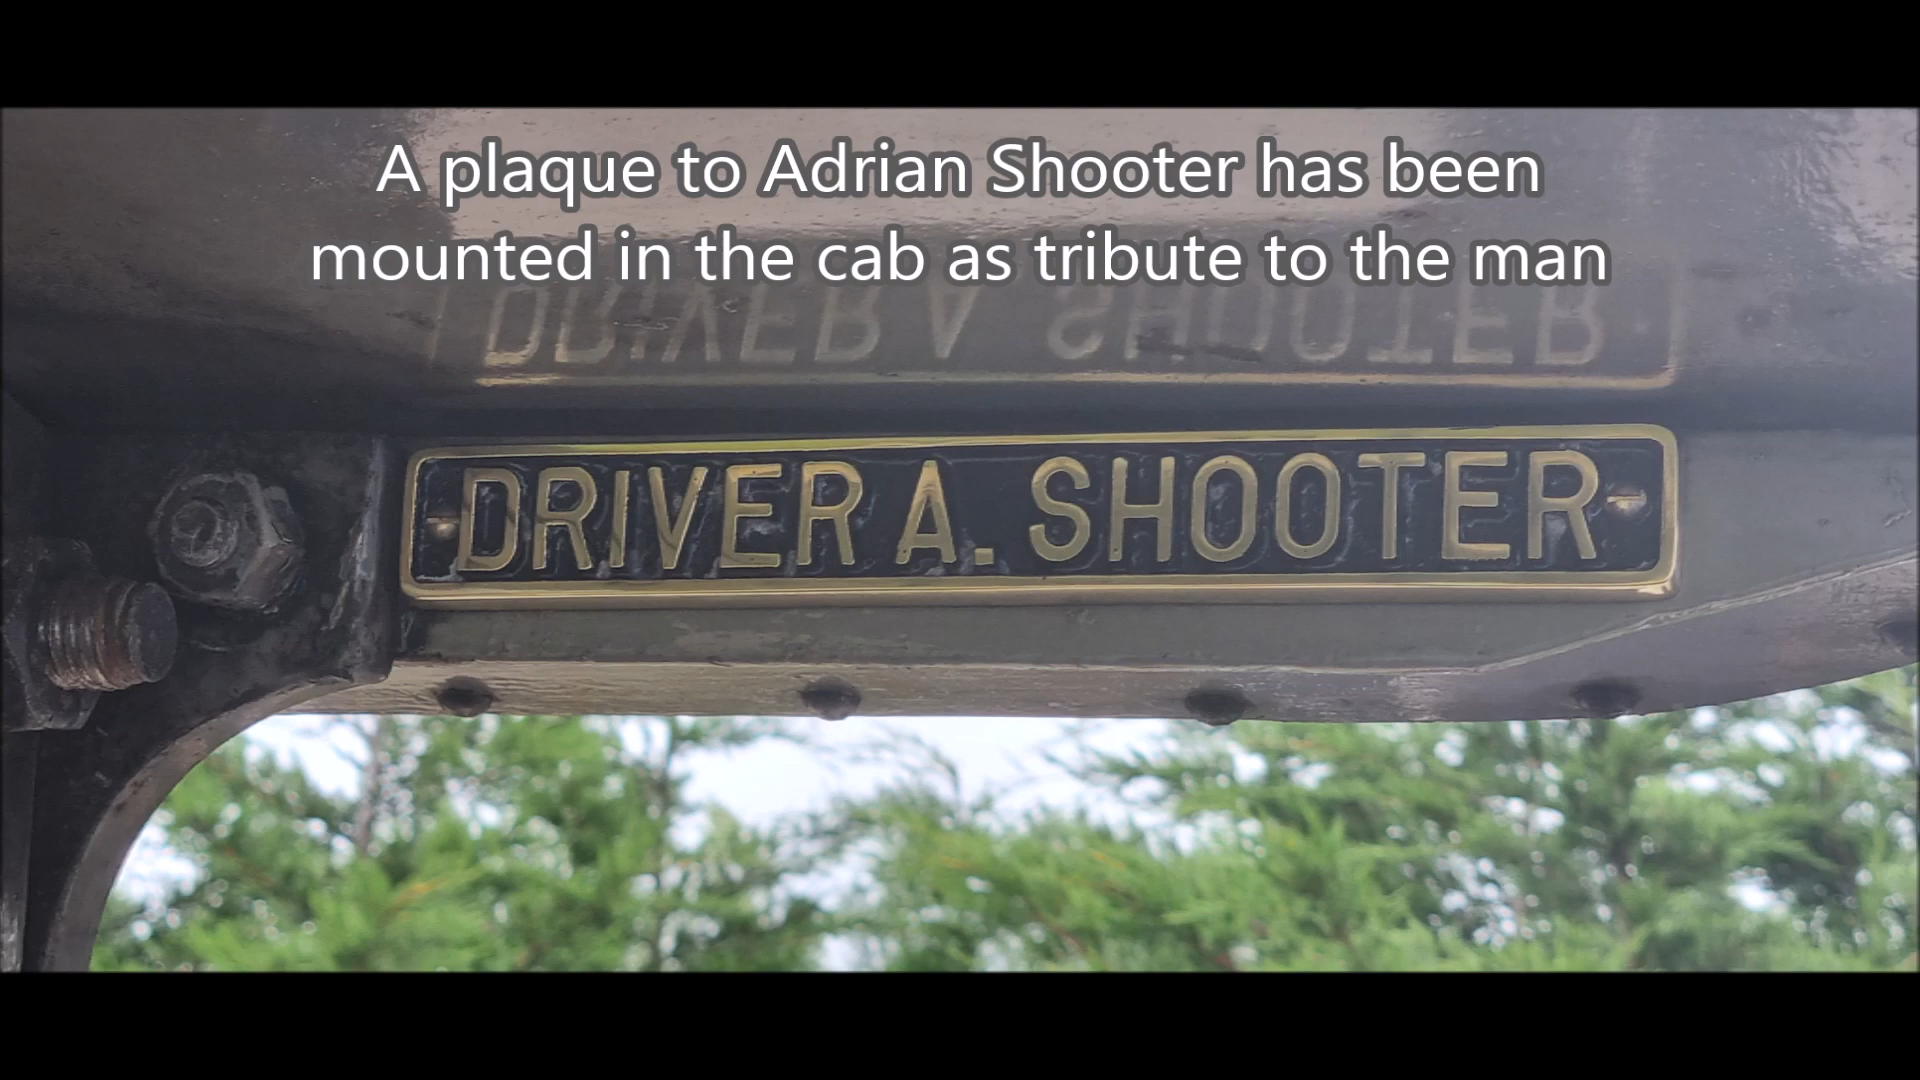 A plaque to Adrian Shooter has been
mounted in the cab as tribute to the man
DRIVER A. SHOOTER